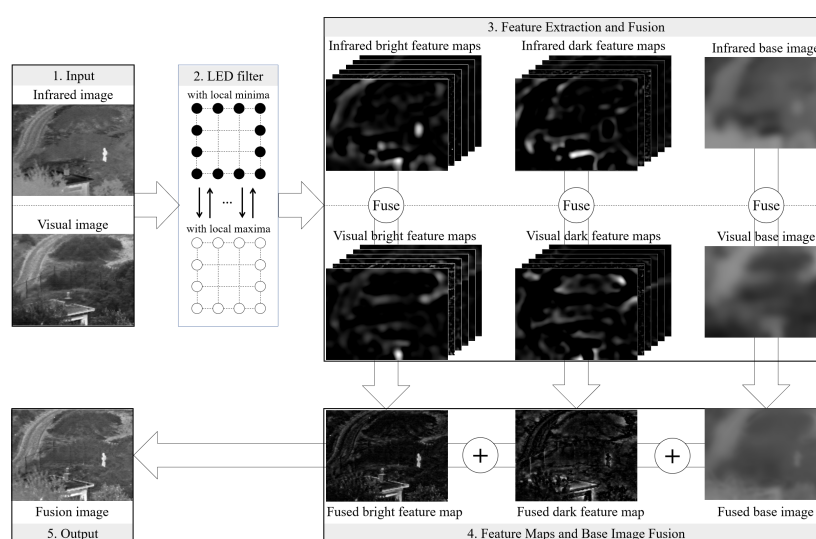 1. Input
Infrared image
Visual image
2. LED filter
with local minima
...
with local maxima
3. Feature Extraction and Fusion
Infrared bright feature maps
Infrared dark feature maps
Infrared base image
Fuse
Fuse
Fuse
Visual bright feature maps
Visual dark feature maps
Visual base image
+
+
Fusion image
Fused bright feature map
Fused dark feature map
Fused base image
5. Output
4. Feature Maps and Base Image Fusion